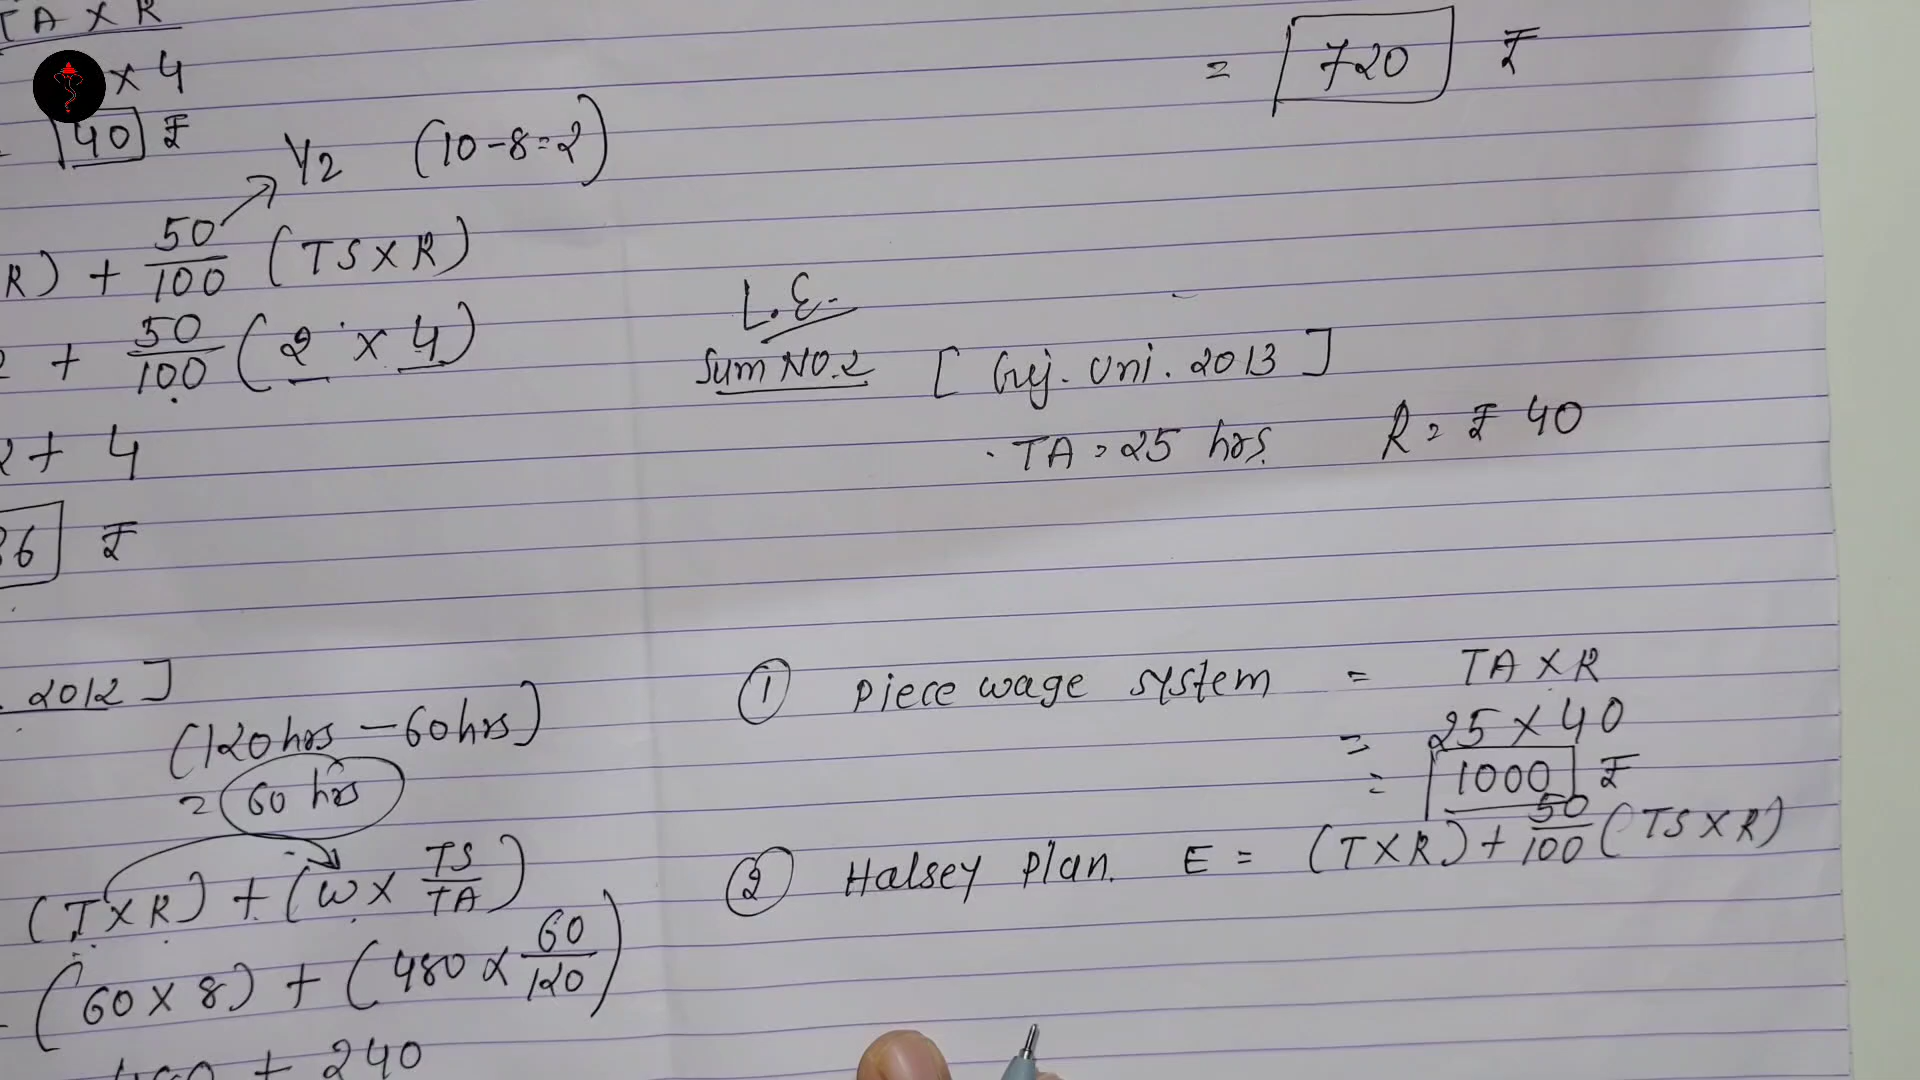 TA X R
x 4
40 ₹
1/2 (10-8=2)
R) + 50/100 (TS X R)
+ 50/100 (2 x 4)
2 + 4
36 ₹
2012 ]
(120 hrs - 60 hrs)
= 60 hrs
(T X R) + (W X TS/TA)
(60 X 8) + (480 x 60/120)
+ 240
= 720 ₹
L.E.
Sum NO.2 [ Guj. Uni. 2013 ]
TA = 25 hrs. R = ₹ 40
① piece wage system = TA X R
= 25 X 40
= 1000 ₹
② Halsey plan. E = (T X R) + 50/100 (TS X R)